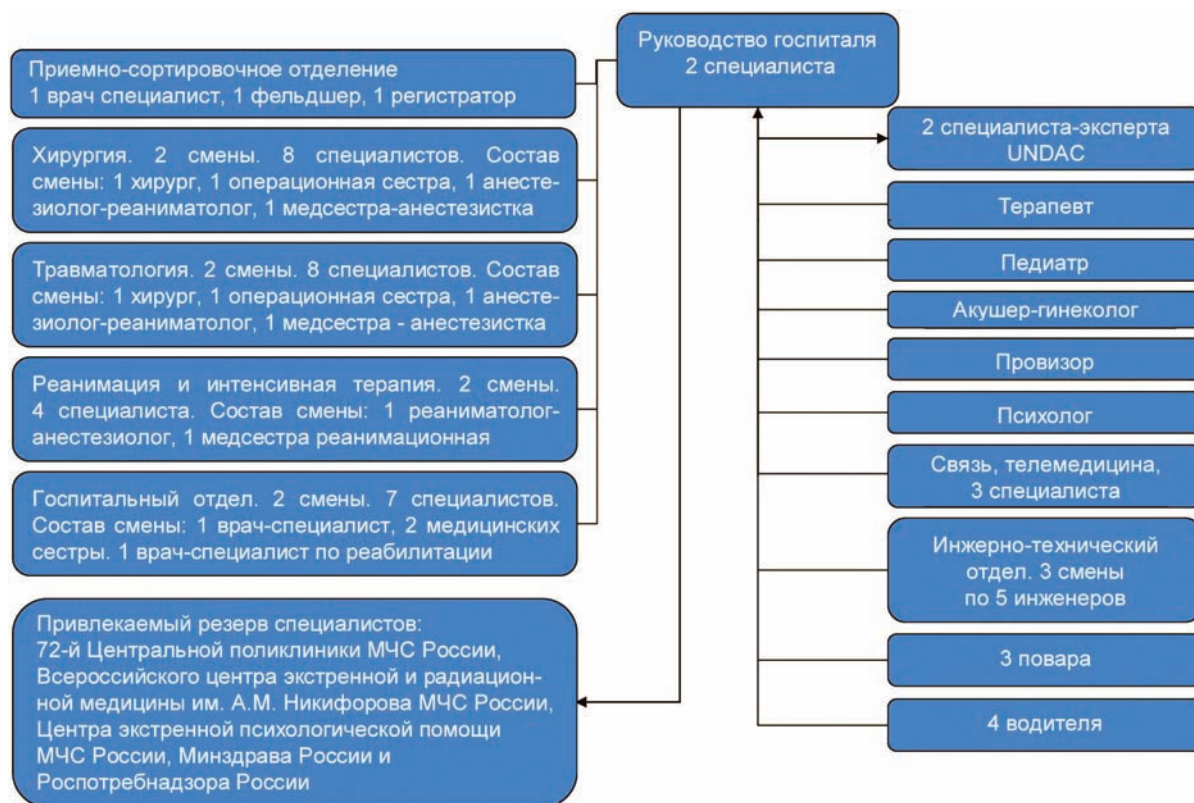 Руководство госпиталя
2 специалиста
Приемно-сортировочное отделение
1 врач специалист, 1 фельдшер, 1 регистратор
Хирургия. 2 смены. 8 специалистов. Состав
смены: 1 хирург, 1 операционная сестра, 1 анесте-
зиолог-реаниматолог, 1 медсестра-анестезистка
Травматология. 2 смены. 8 специалистов. Состав
смены: 1 хирург, 1 операционная сестра, 1 анесте-
зиолог-реаниматолог, 1 медсестра - анестезистка
Реанимация и интенсивная терапия. 2 смены.
4 специалиста. Состав смены: 1 реаниматолог-
анестезиолог, 1 медсестра реанимационная
Госпитальный отдел. 2 смены. 7 специалистов.
Состав смены: 1 врач-специалист, 2 медицинских
сестры. 1 врач-специалист по реабилитации
Привлекаемый резерв специалистов:
72-й Центральной поликлиники МЧС России,
Всероссийского центра экстренной и радиацион-
ной медицины им. А.М. Никифорова МЧС России,
Центра экстренной психологической помощи
МЧС России, Минздрава России и
Роспотребнадзора России
2 специалиста-эксперта
UNDAC
Терапевт
Педиатр
Акушер-гинеколог
Провизор
Психолог
Связь, телемедицина,
3 специалиста
Инжерно-технический
отдел. 3 смены
по 5 инженеров
3 повара
4 водителя